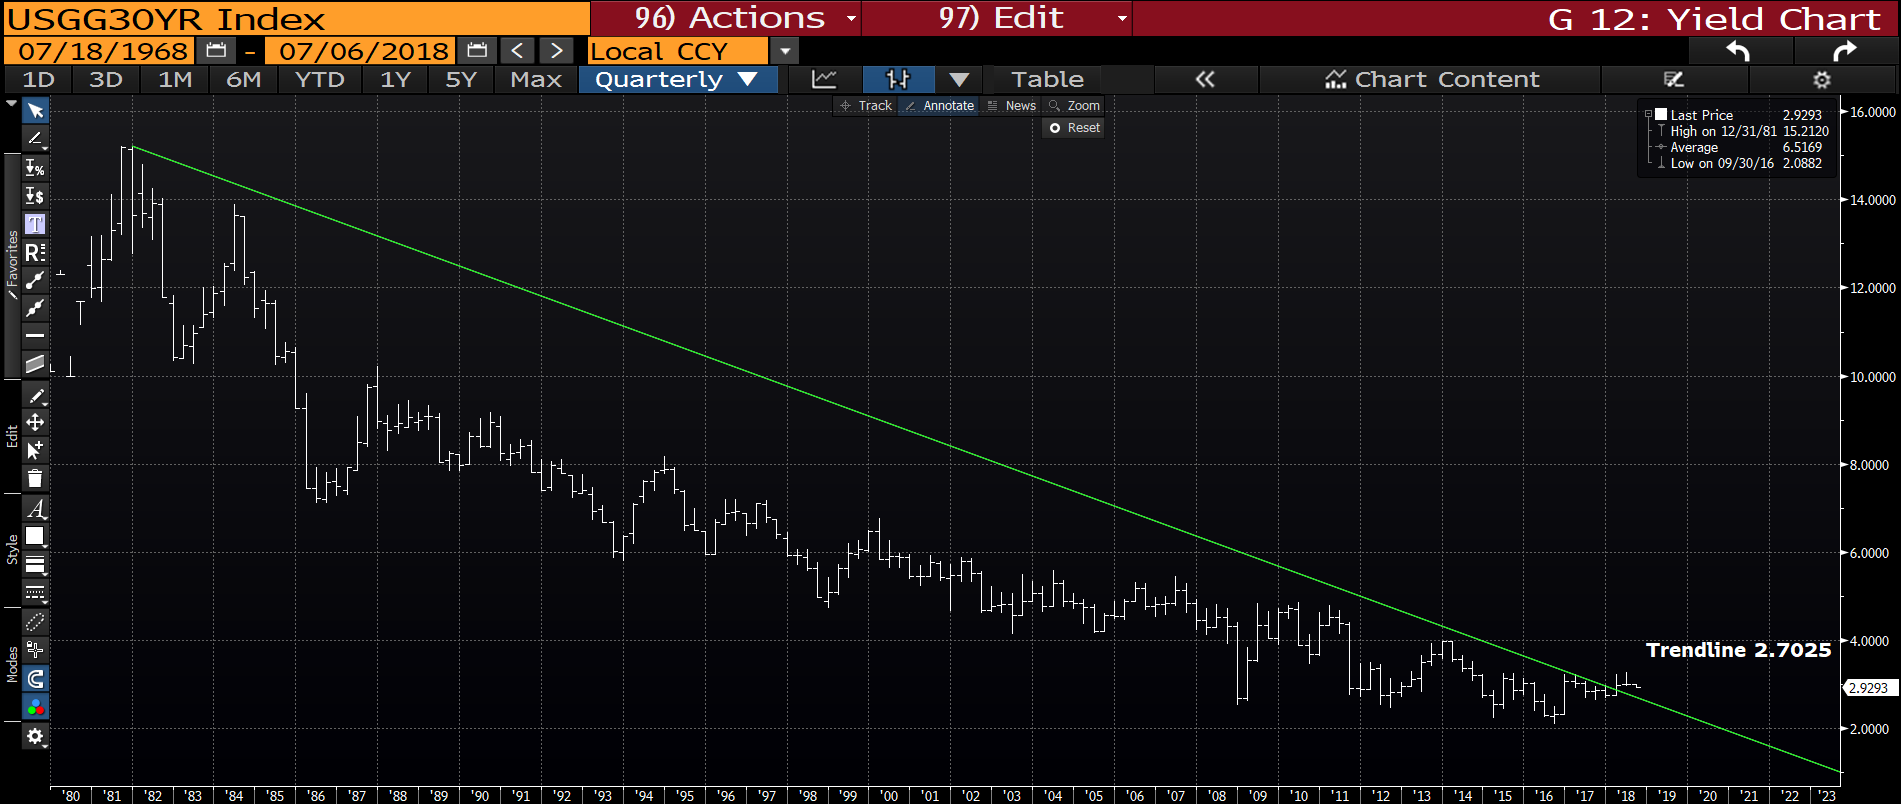 USGG30YR Index 96) Actions 97) Edit G 12: Yield Chart
07/18/1968 - 07/06/2018 Local CCY
1D 3D 1M 6M YTD 1Y 5Y Max Quarterly ▼ Table « Chart Content
Track Annotate News Zoom
Reset
Last Price 2.9293
High on 12/31/81 15.2120
Average 6.5169
Low on 09/30/16 2.0882
Favorites
Edit
Style
Modes
%
$
T
R
A
16.0000
14.0000
12.0000
10.0000
8.0000
6.0000
4.0000
Trendline 2.7025
2.9293
2.0000
'80 '81 '82 '83 '84 '85 '86 '87 '88 '89 '90 '91 '92 '93 '94 '95 '96 '97 '98 '99 '00 '01 '02 '03 '04 '05 '06 '07 '08 '09 '10 '11 '12 '13 '14 '15 '16 '17 '18 '19 '20 '21 '22 '23